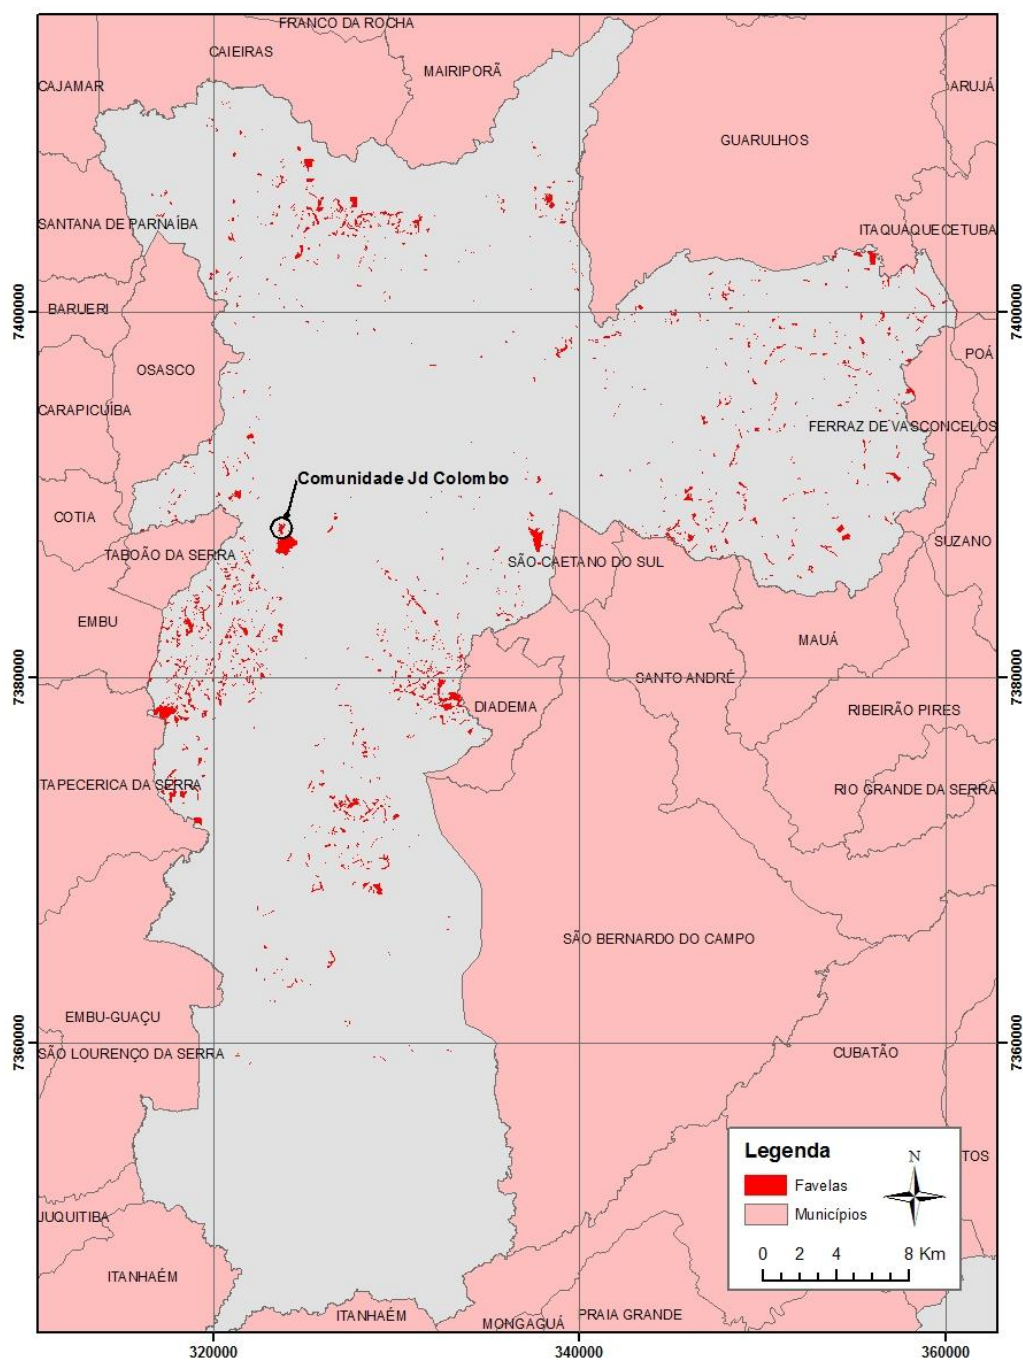 FRANCO DA ROCHA
CAIEIRAS
MAIRIPORÃ
CAJAMAR
ARUJÁ
GUARULHOS
SANTANA DE PARNAÍBA
ITAQUAQUECETUBA
7400000
BARUERI
7400000
POÁ
OSASCO
CARAPICUÍBA
FERRAZ DE VASCONCELOS
Comunidade Jd Colombo
COTIA
SUZANO
TABOÃO DA SERRA
SÃO CAETANO DO SUL
EMBU
MAUÁ
7380000
SANTO ANDRÉ
7380000
DIADEMA
RIBEIRÃO PIRES
TAPECERICA DA SERRA
RIO GRANDE DA SERRA
SÃO BERNARDO DO CAMPO
EMBU-GUAÇU
7360000
SÃO LOURENÇO DA SERRA
CUBATÃO
7360000
Legenda
N
TOS
Favelas
Municípios
JUQUITIBA
0 2 4 8 Km
ITANHAÉM
ITANHAÉM
MONGAGUÁ
PRAIA GRANDE
320000
340000
360000